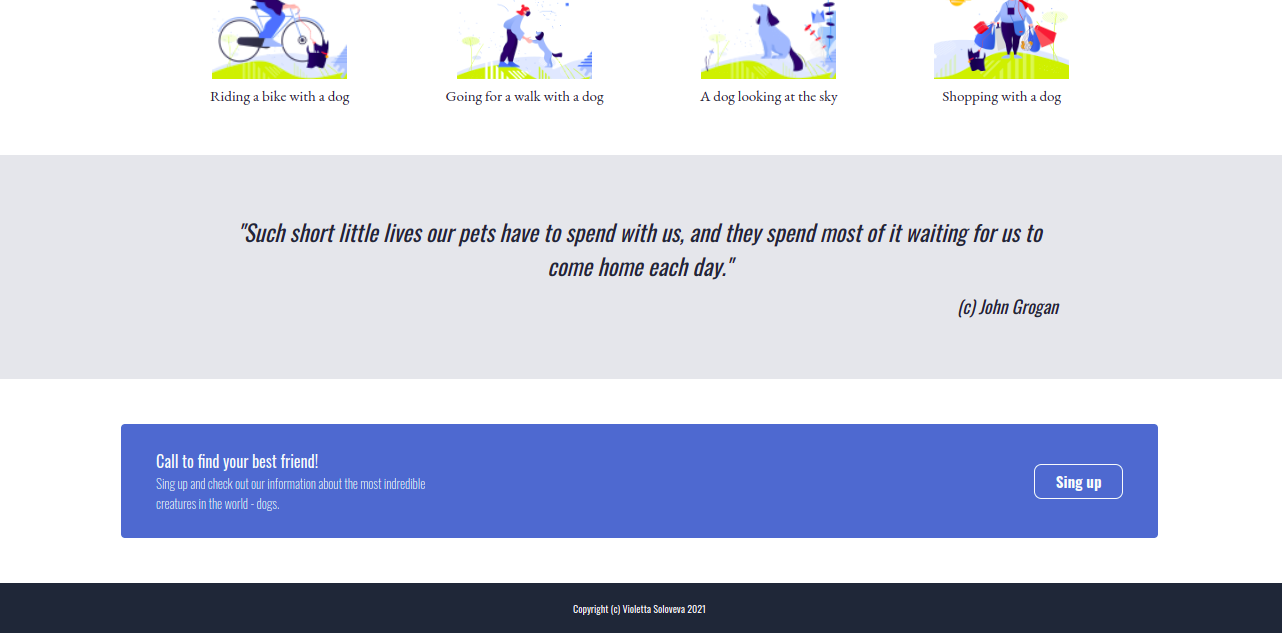 Riding a bike with a dog
Going for a walk with a dog
A dog looking at the sky
Shopping with a dog
"Such short little lives our pets have to spend with us, and they spend most of it waiting for us to
come home each day."
(c) John Grogan
Call to find your best friend!
Sing up and check out our information about the most indredible
creatures in the world - dogs.
Sing up
Copyright (c) Violetta Soloveva 2021